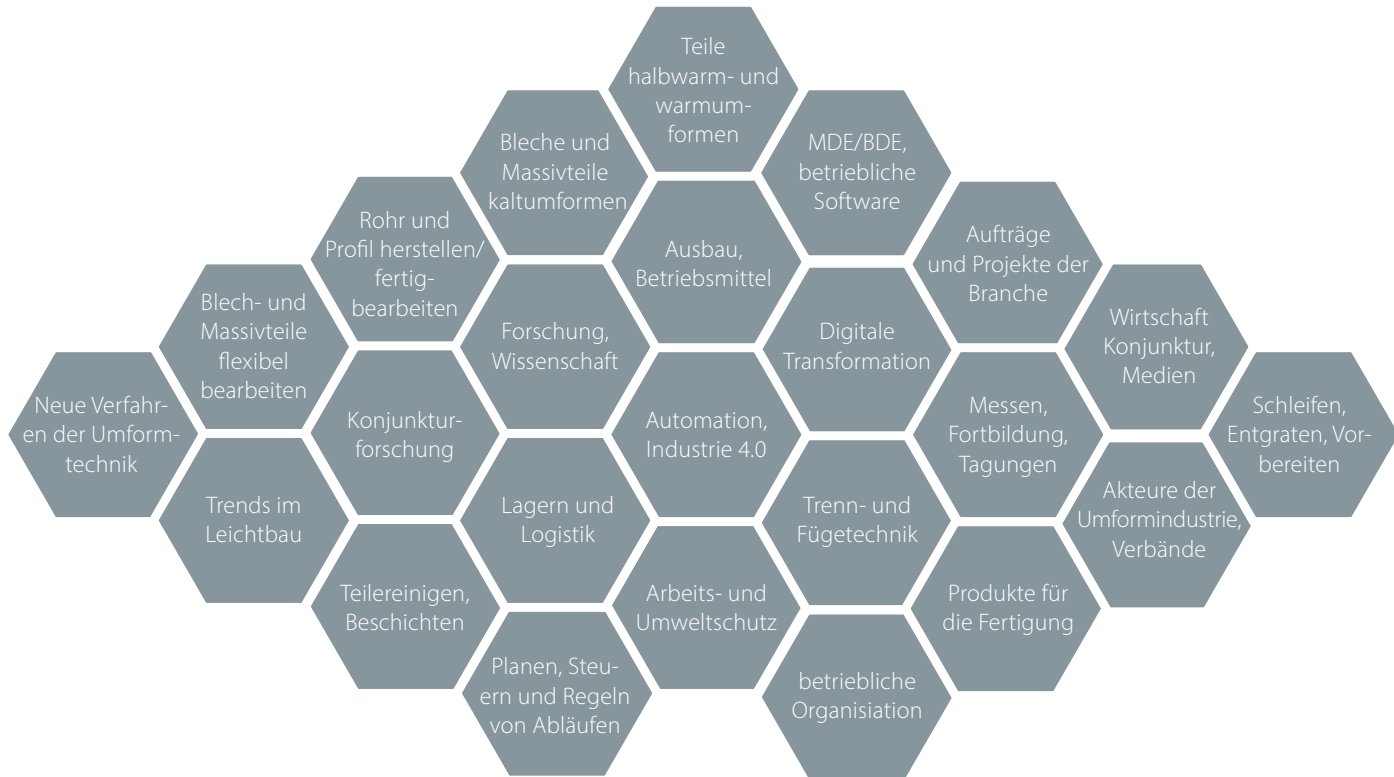 Teile
halbwarm- und
warmum-
formen
Bleche und
Massivteile
kaltumformen
MDE/BDE,
betriebliche
Software
Rohr und
Profil herstellen/
fertig-
bearbeiten
Ausbau,
Betriebsmittel
Aufträge
und Projekte der
Branche
Blech- und
Massivteile
flexibel
bearbeiten
Forschung,
Wissenschaft
Digitale
Transformation
Wirtschaft
Konjunktur,
Medien
Neue Verfahr-
en der Umform-
technik
Konjunktur-
forschung
Automation,
Industrie 4.0
Messen,
Fortbildung,
Tagungen
Schleifen,
Entgraten, Vor-
bereiten
Trends im
Leichtbau
Lagern und
Logistik
Trenn- und
Fügetechnik
Akteure der
Umformindustrie,
Verbände
Teilereinigen,
Beschichten
Arbeits- und
Umweltschutz
Produkte für
die Fertigung
Planen, Steu-
ern und Regeln
von Abläufen
betriebliche
Organisiation